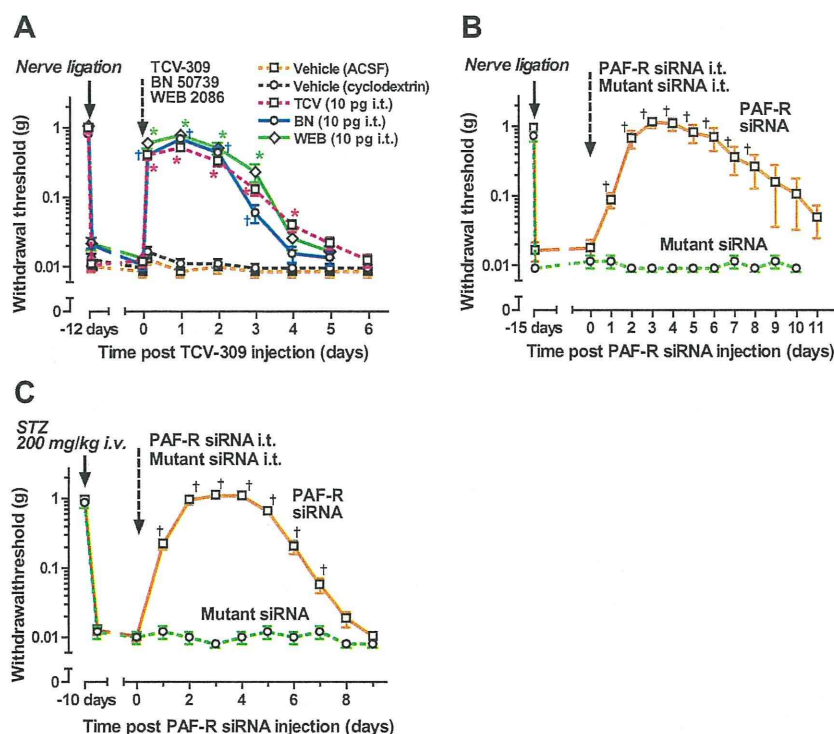 A
Nerve ligation
TCV-309
BN 50739
WEB 2086
Vehicle (ACSF)
Vehicle (cyclodextrin)
TCV (10 pg i.t.)
BN (10 pg i.t.)
WEB (10 pg i.t.)
Withdrawal threshold (g)
1
0.1
0.01
0
-12 days
0 1 2 3 4 5 6
Time post TCV-309 injection (days)
B
Nerve ligation
PAF-R siRNA i.t.
Mutant siRNA i.t.
PAF-R
siRNA
Mutant siRNA
Withdrawal threshold (g)
1
0.1
0.01
0
-15 days
0 1 2 3 4 5 6 7 8 9 10 11
Time post PAF-R siRNA injection (days)
C
STZ
200 mg/kg i.v.
PAF-R siRNA i.t.
Mutant siRNA i.t.
PAF-R
siRNA
Mutant siRNA
Withdrawalthreshold (g)
1
0.1
0.01
0
-10 days
0 2 4 6 8
Time post PAF-R siRNA injection (days)